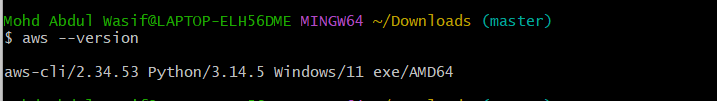 Mohd Abdul Wasif@LAPTOP-ELH56DME MINGW64 ~/Downloads (master)
$ aws --version
aws-cli/2.34.53 Python/3.14.5 Windows/11 exe/AMD64